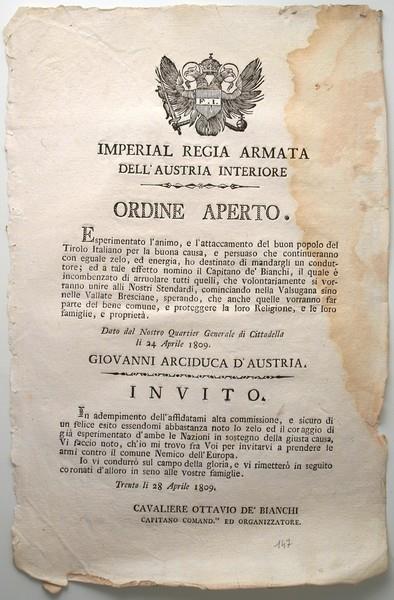 F. I.
IMPERIAL REGIA ARMATA
DELL'AUSTRIA INTERIORE
ORDINE APERTO.
Esperimentato l'animo, e l'attaccamento del buon popolo del
Tirolo Italiano per la buona causa, e persuaso che continueranno
con eguale zelo, ed energia, ho destinato di mandargli un condut-
tore; ed a tale effetto nomino il Capitano de' Bianchi, il quale é
incombenzato di arruolare tutti quelli, che volontariamente si vor-
ranno unire alli Nostri Stendardi, cominciando nella Valsugana sino
nelle Vallate Bresciane, sperando, che anche quelle vorranno far
parte del bene comune, e proteggere la loro Religione, e le loro
famiglie, e proprietà.
Dato dal Nostro Quartier Generale di Cittadella
li 24 Aprile 1809.
GIOVANNI ARCIDUCA D'AUSTRIA.
INVITO.
In adempimento dell'affidatami alta commissione, e sicuro di
un felice esito essendomi abbastanza noto lo zelo ed il coraggio di
già esperimentato d'ambe le Nazioni in sostegno della giusta causa,
Vi faccio noto, ch'io mi trovo fra Voi per invitarvi a prendere le
armi contro il comune Nemico dell'Europa.
Io vi condurrò sul campo della gloria, e vi rimetterò in seguito
coronati d'alloro in seno alle vostre famiglie.
Trento li 28 Aprile 1809.
CAVALIERE OTTAVIO DE' BIANCHI
CAPITANO COMAND.te ED ORGANIZZATORE.
147